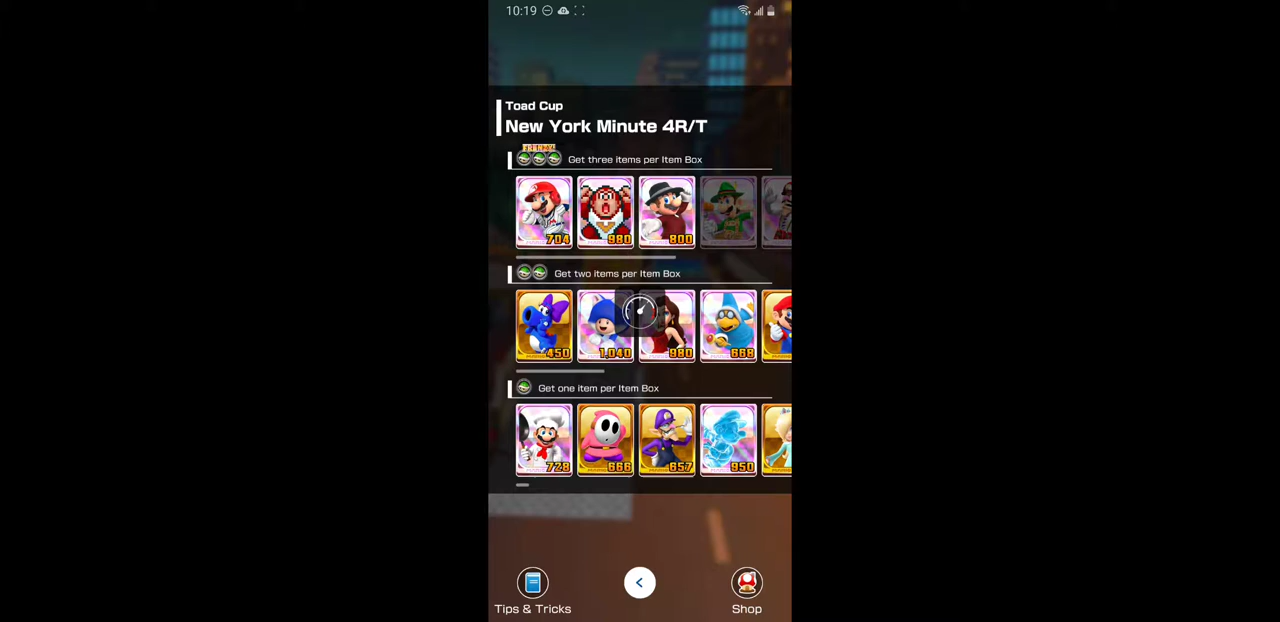 10:19
Toad Cup
New York Minute 4R/T
FRENZY!
Get three items per Item Box
704 980 800
Get two items per Item Box
450 1,040 980 668
Get one item per Item Box
728 666 657 950
Tips & Tricks
Shop